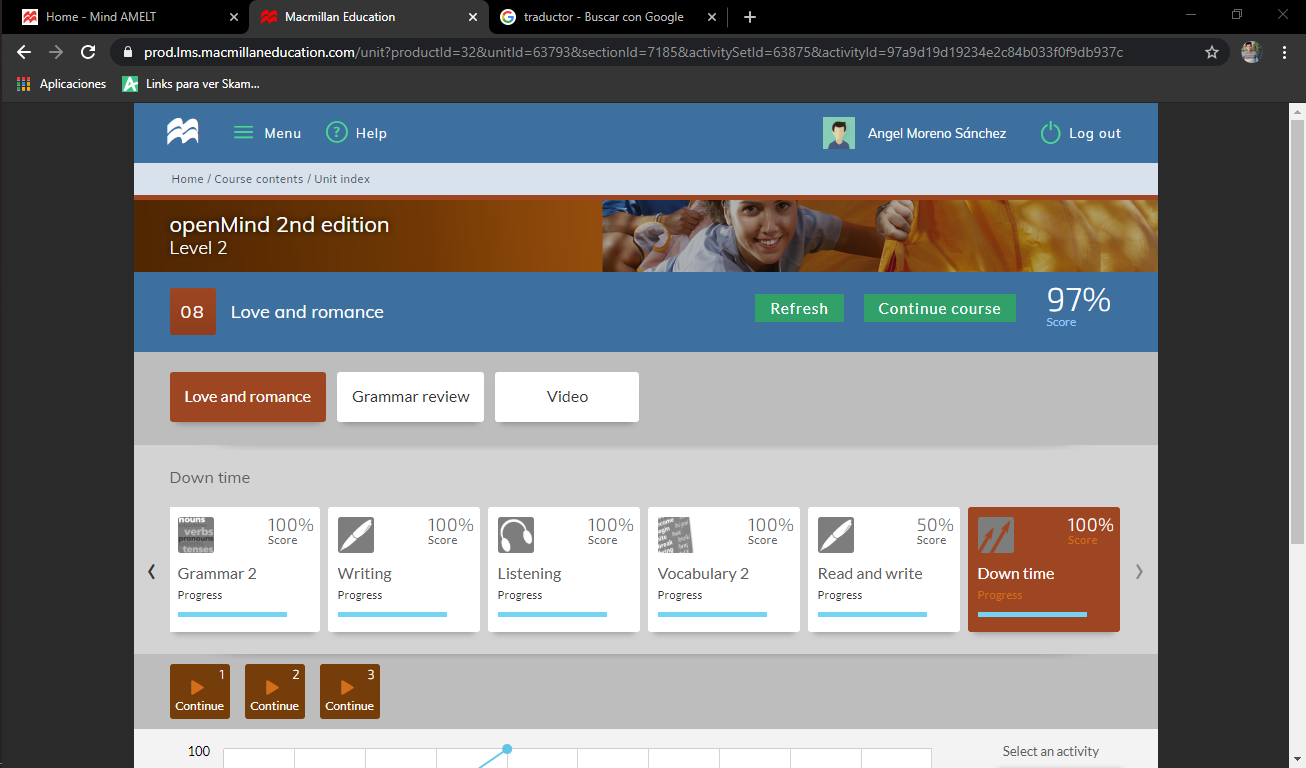 Home - Mind AMELT
Macmillan Education
traductor - Buscar con Google
prod.lms.macmillaneducation.com/unit?productId=32&unitId=63793&sectionId=7185&activitySetId=63875&activityId=97a9d19d19234e2c84b033f0f9db937c
Aplicaciones
Links para ver Skam...
Menu
? Help
Angel Moreno Sánchez
Log out
Home / Course contents / Unit index
openMind 2nd edition
Level 2
08 Love and romance
Refresh
Continue course
97%
Score
Love and romance
Grammar review
Video
Down time
nouns
verbs
pronouns
tenses
100%
Score
Grammar 2
Progress
100%
Score
Writing
Progress
100%
Score
Listening
Progress
100%
Score
Vocabulary 2
Progress
50%
Score
Read and write
Progress
100%
Score
Down time
Progress
1
Continue
2
Continue
3
Continue
100
Select an activity